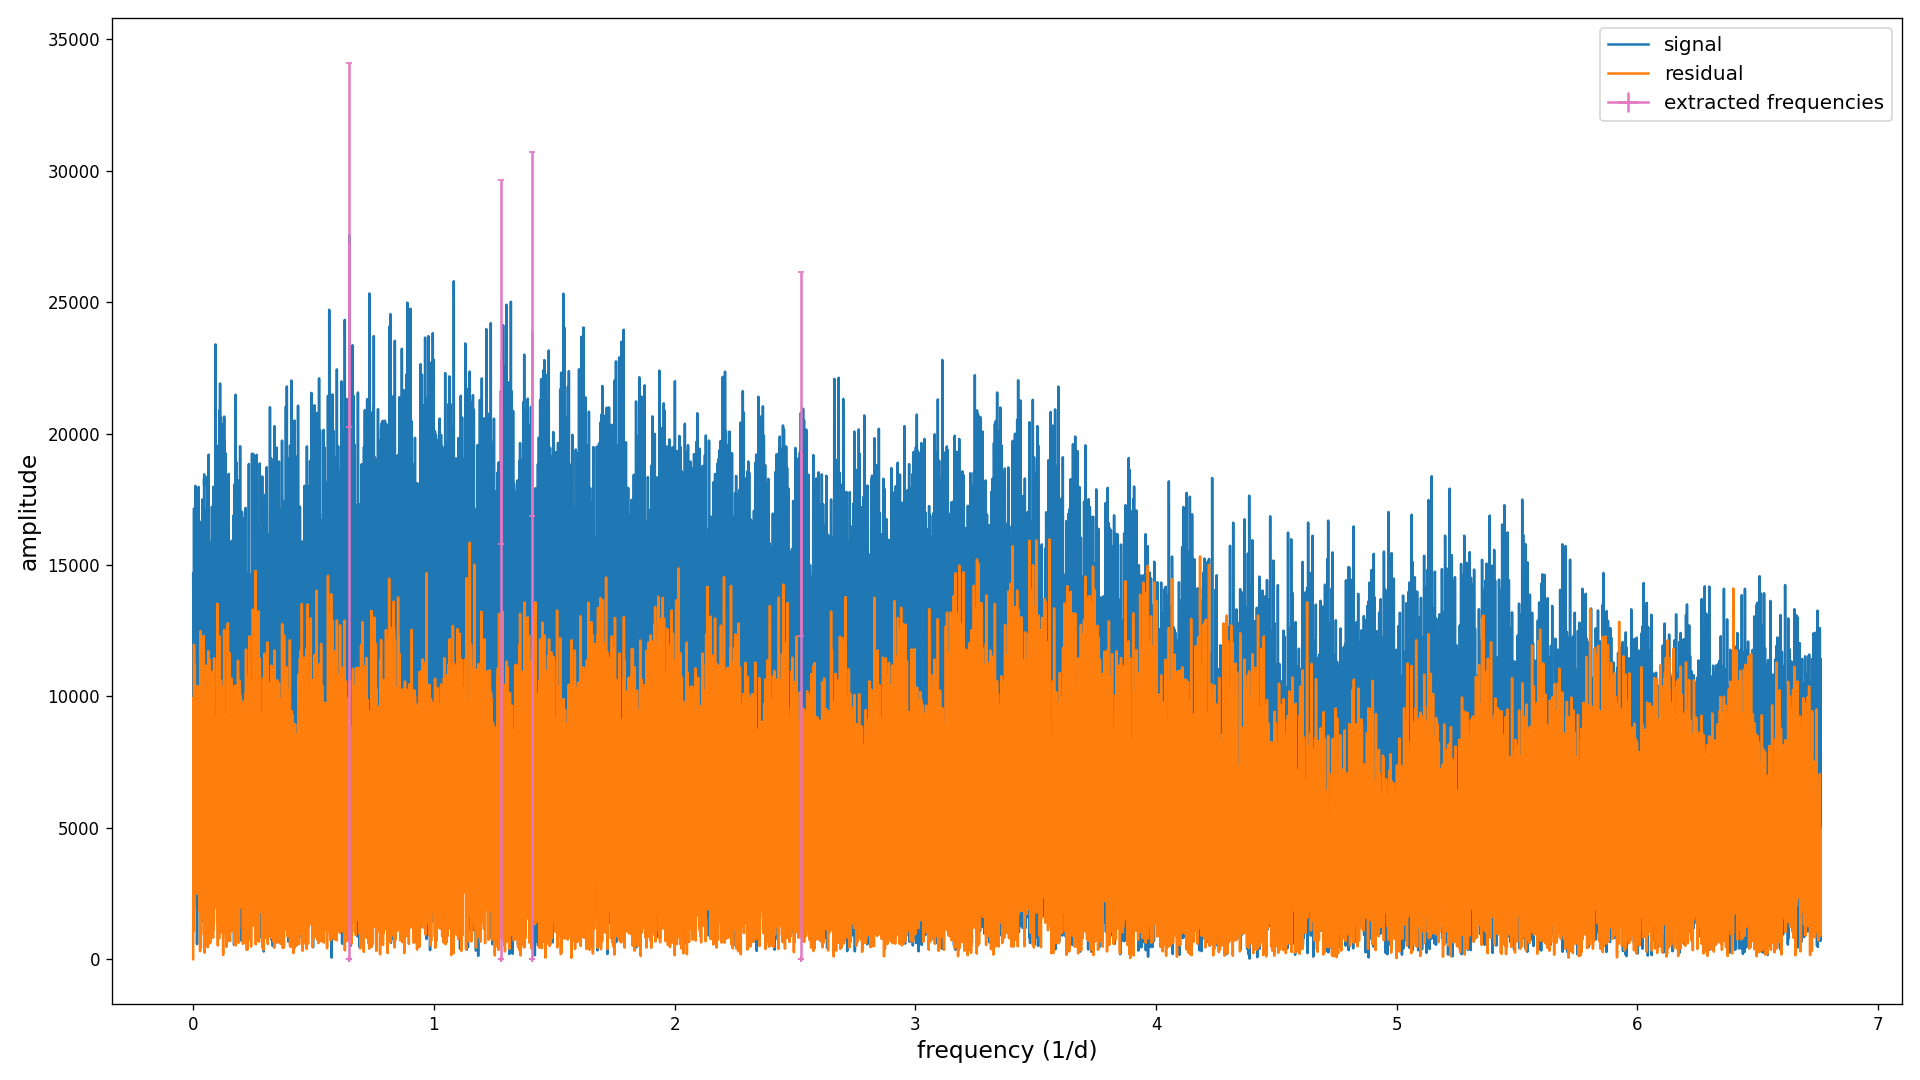 35000
30000
25000
20000
15000
10000
5000
0
amplitude
signal
residual
extracted frequencies
0 1 2 3 4 5 6 7
frequency (1/d)